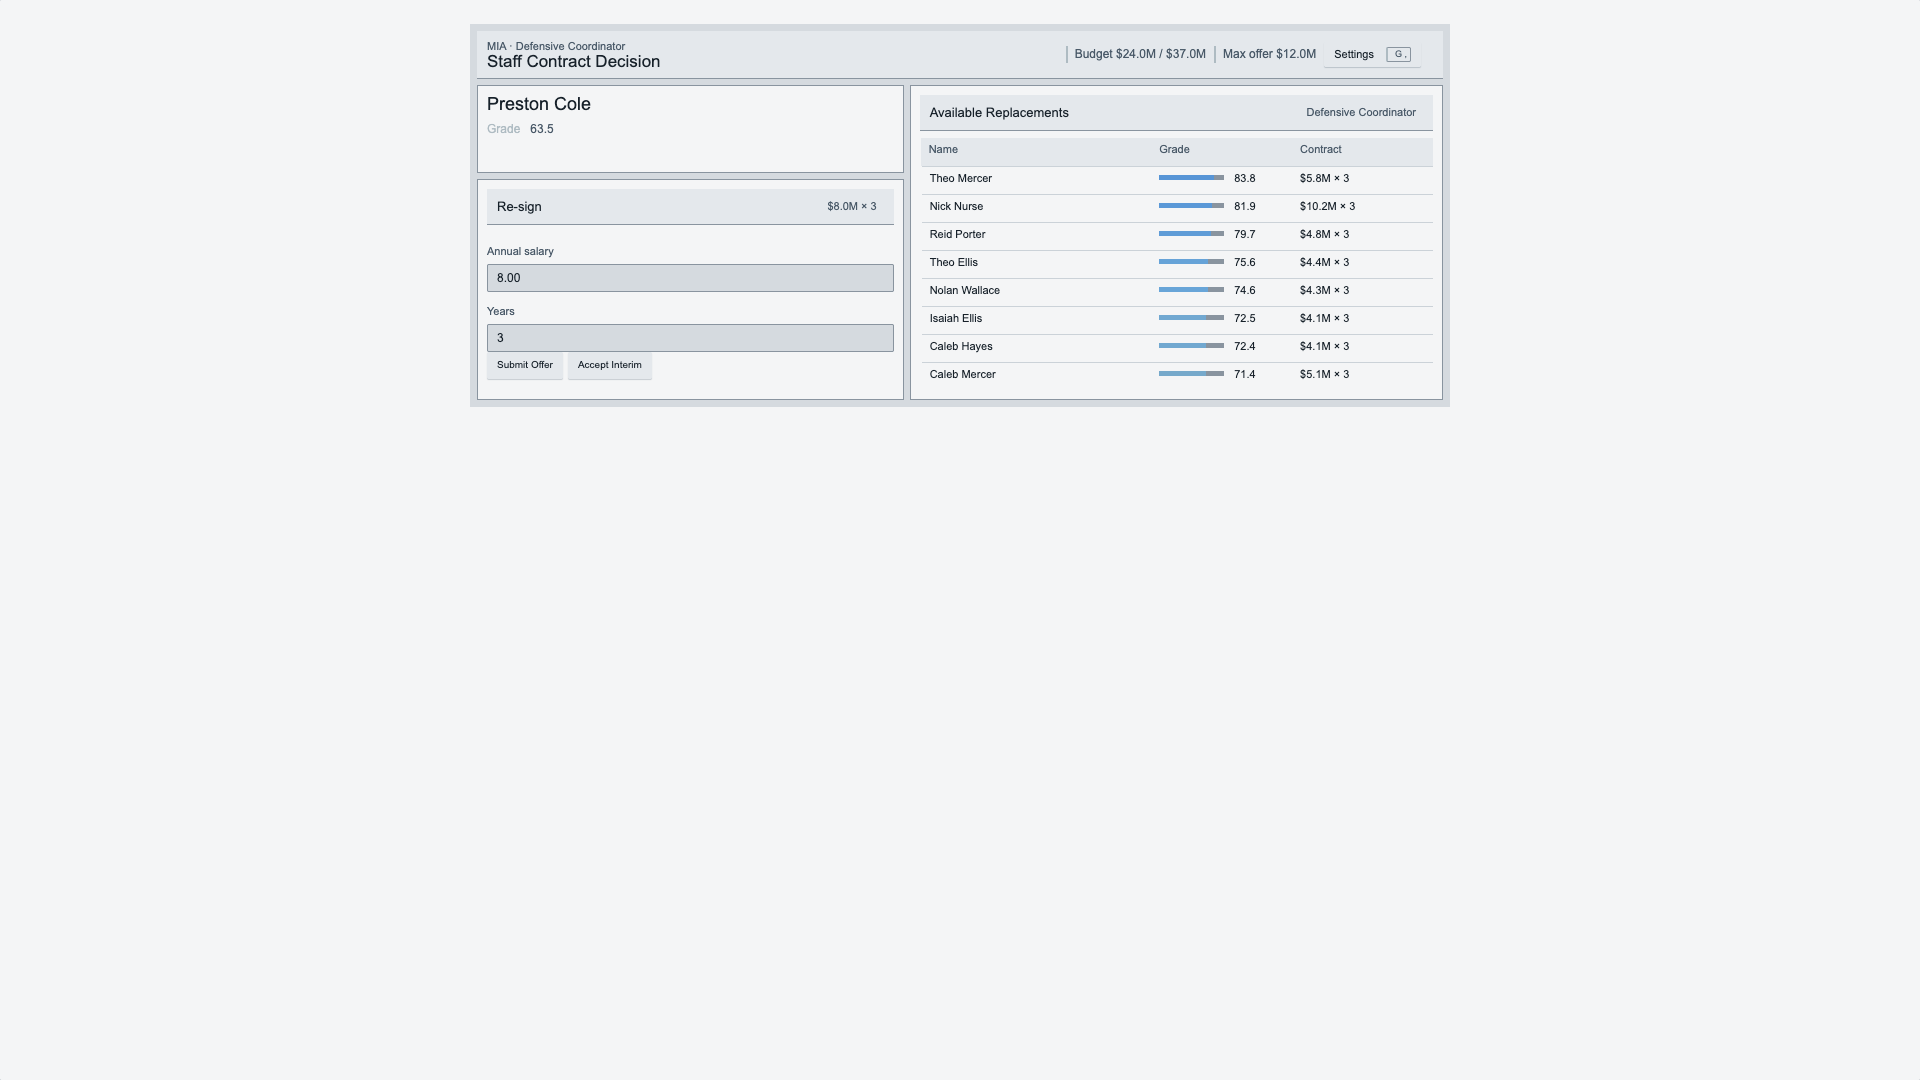 MIA · Defensive Coordinator
Staff Contract Decision
Budget $24.0M / $37.0M
Max offer $12.0M
Settings
G .
Preston Cole
Grade 63.5
Re-sign
$8.0M × 3
Annual salary
8.00
Years
3
Submit Offer
Accept Interim
Available Replacements
Defensive Coordinator
Name Grade Contract
Theo Mercer 83.8 $5.8M × 3
Nick Nurse 81.9 $10.2M × 3
Reid Porter 79.7 $4.8M × 3
Theo Ellis 75.6 $4.4M × 3
Nolan Wallace 74.6 $4.3M × 3
Isaiah Ellis 72.5 $4.1M × 3
Caleb Hayes 72.4 $4.1M × 3
Caleb Mercer 71.4 $5.1M × 3